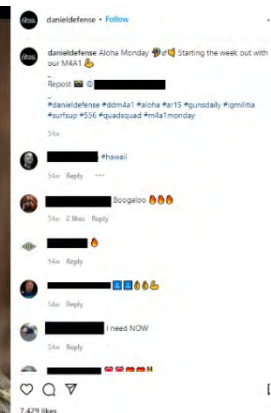 danieldefense • Follow
danieldefense Aloha Monday Starting the week out with
our M4A1
_
Repost @
_
#danieldefense #ddm4a1 #aloha #ar15 #gunsdaily #igmilitia
#surfsup #556 #quadsquad #m4a1monday
54w
#hawaii
54w Reply ...
Boogaloo 🔥🔥🔥
54w 2 likes Reply
🔥
54w Reply
54w Reply
I need NOW
54w Reply
7,429 likes